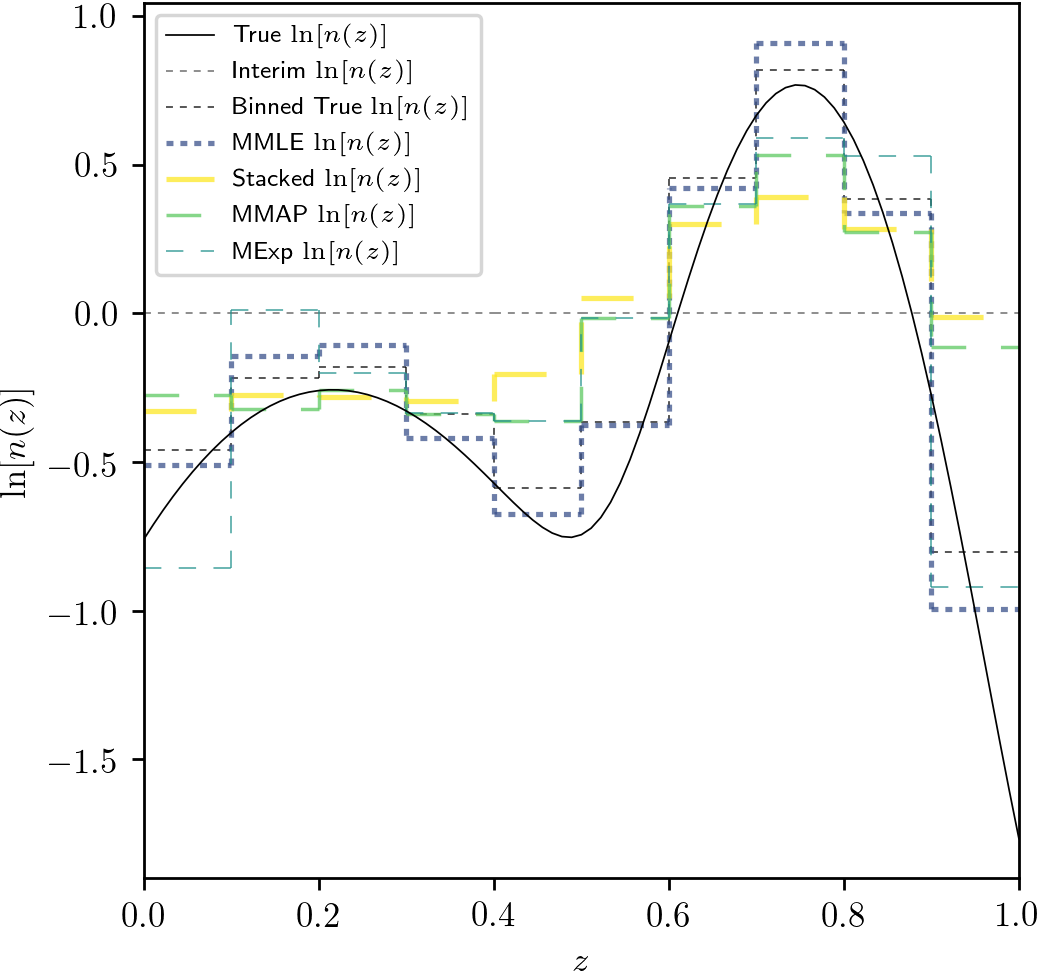 1.0
0.5
0.0
−0.5
−1.0
−1.5
ln[n(z)]
True ln[n(z)]
Interim ln[n(z)]
Binned True ln[n(z)]
MMLE ln[n(z)]
Stacked ln[n(z)]
MMAP ln[n(z)]
MExp ln[n(z)]
0.0 0.2 0.4 0.6 0.8 1.0
z